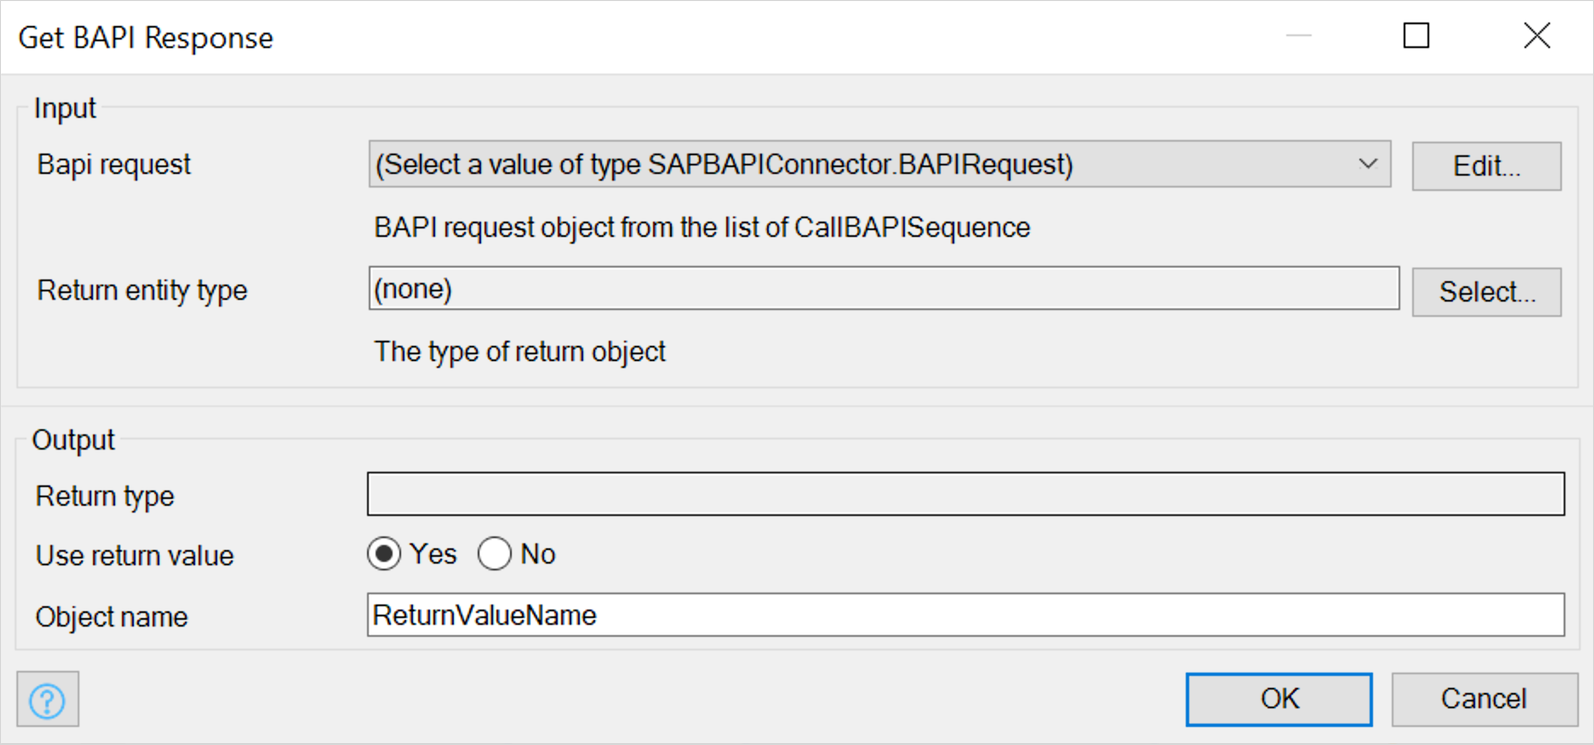 Get BAPI Response
Input
Bapi request (Select a value of type SAPBAPIConnector.BAPIRequest) Edit...
BAPI request object from the list of CallBAPISequence
Return entity type (none) Select...
The type of return object
Output
Return type
Use return value Yes No
Object name ReturnValueName
? OK Cancel